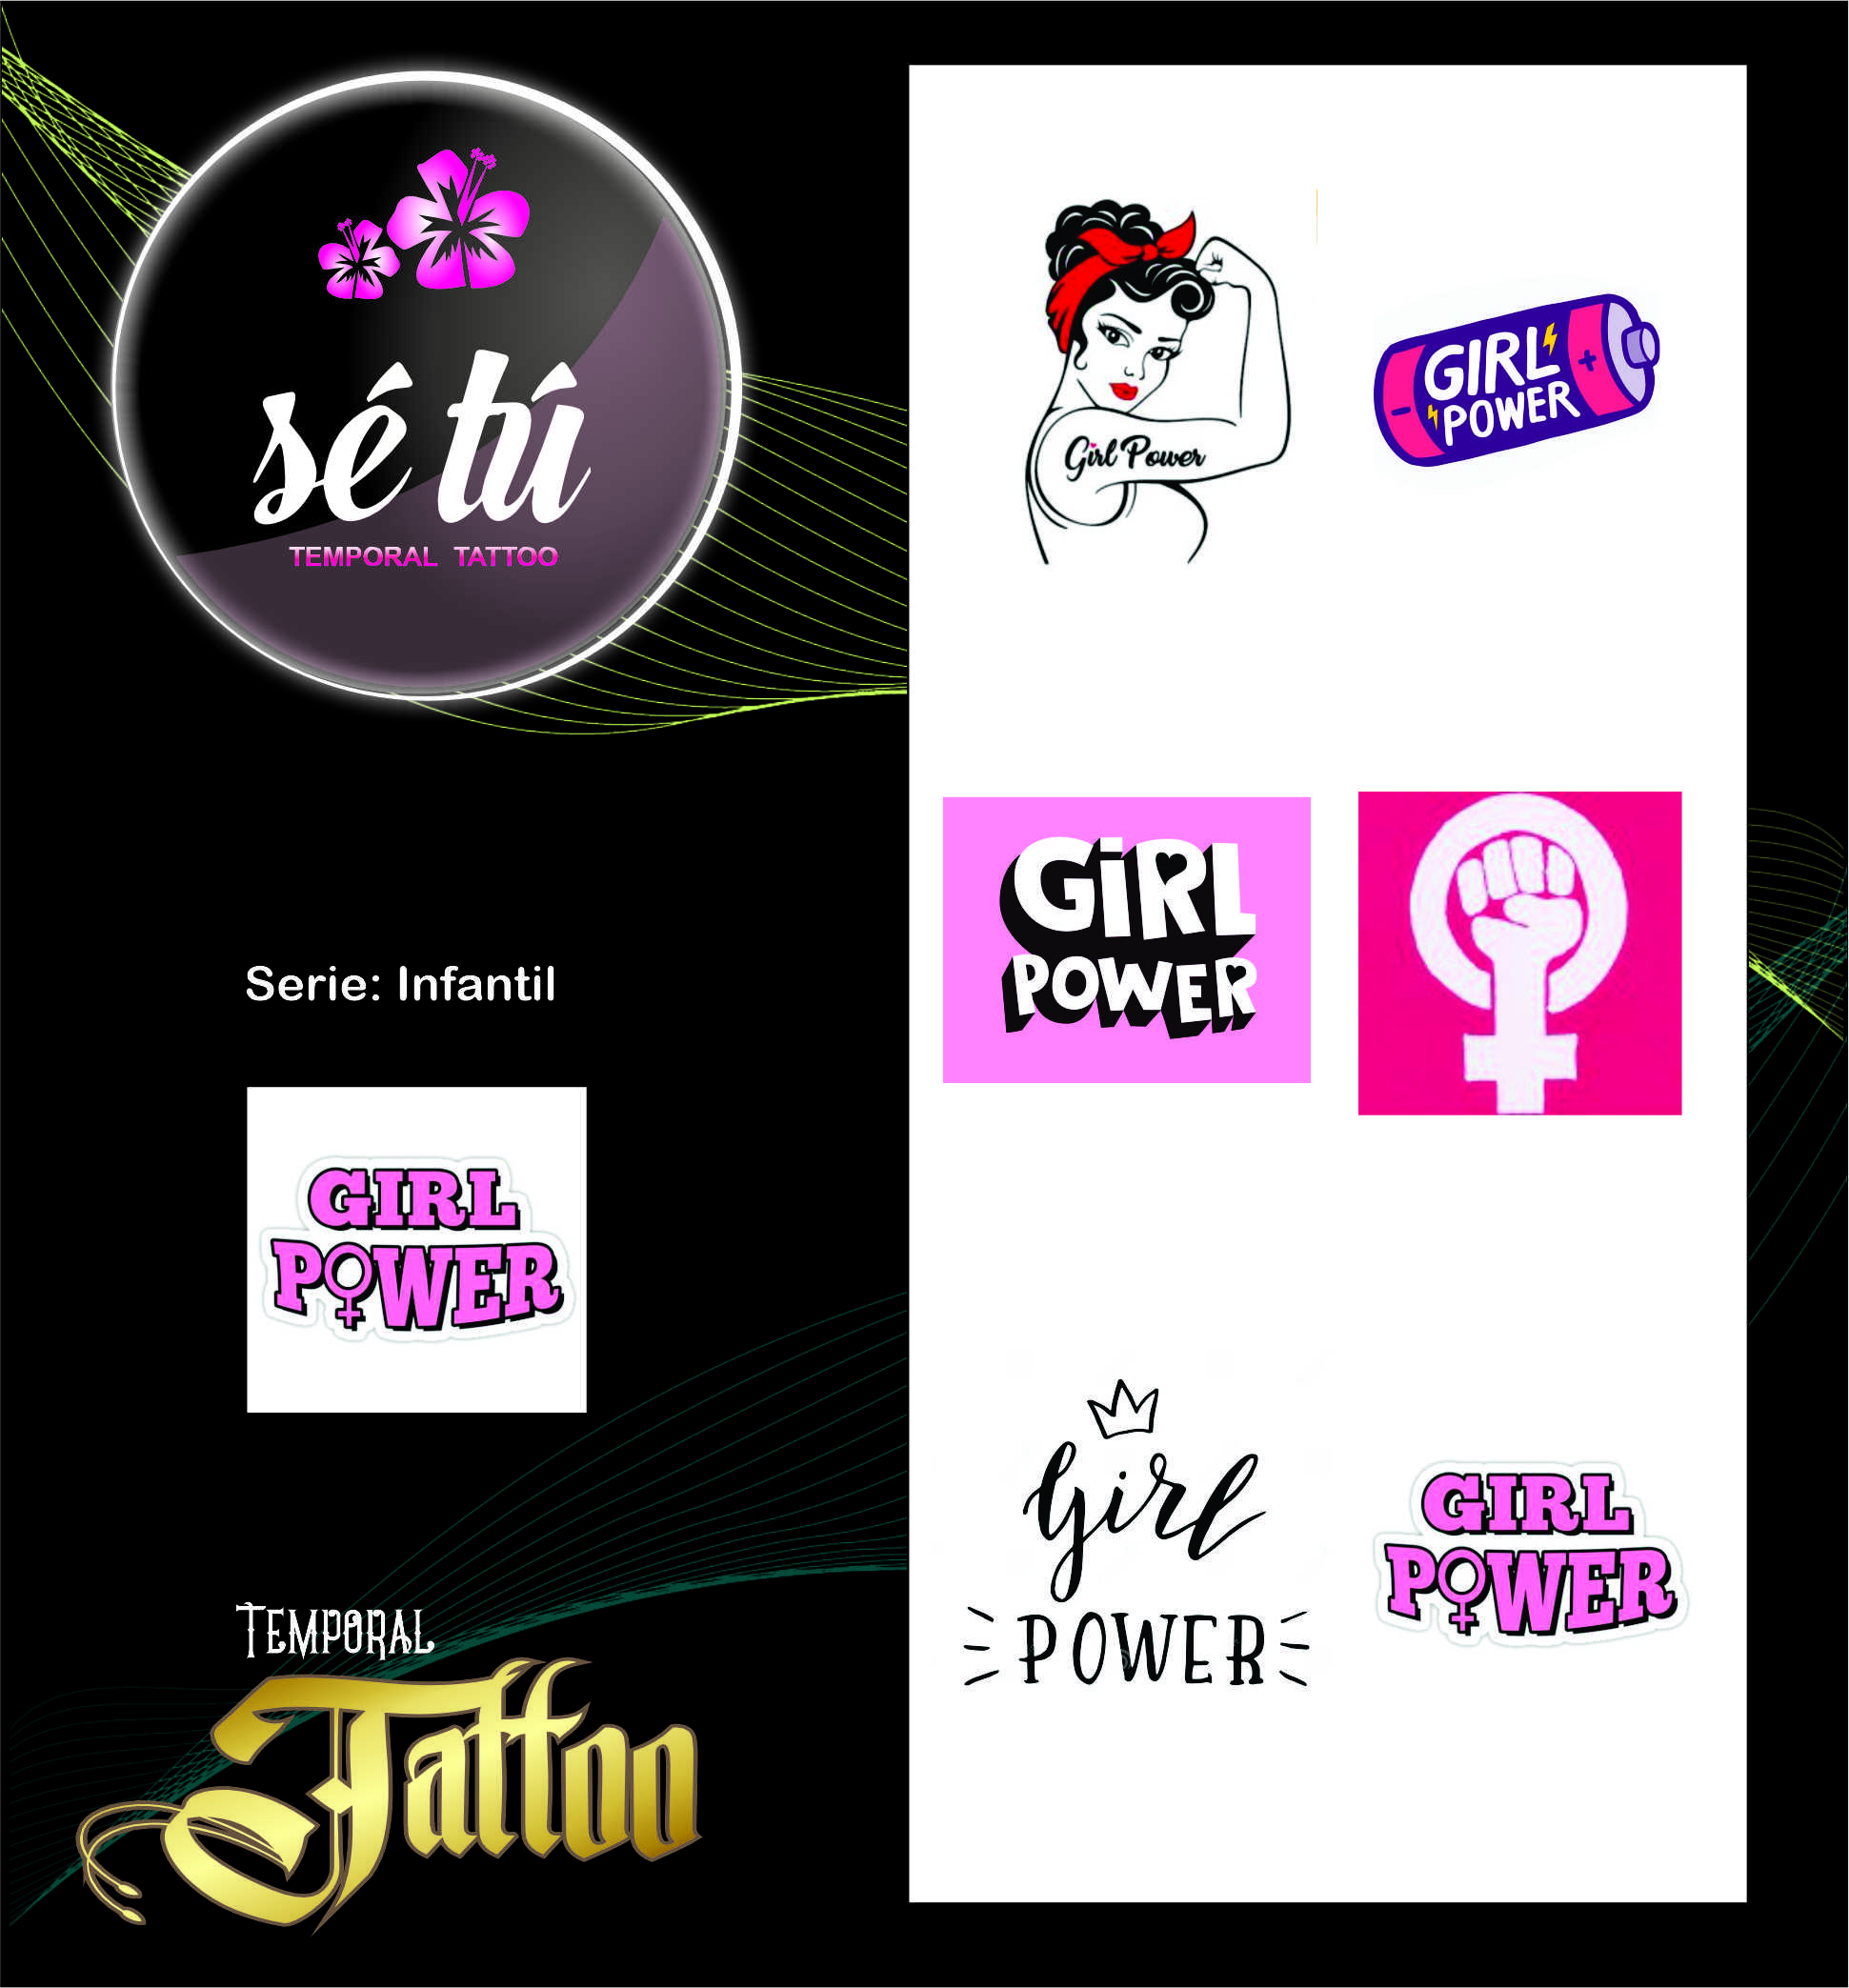 sé tú
TEMPORAL TATTOO
Serie: Infantil
GIRL
POWER
TEMPORAL
Tattoo
Girl Power
GIRL
POWER
GiRL
POWER
girl
POWER
GIRL
POWER